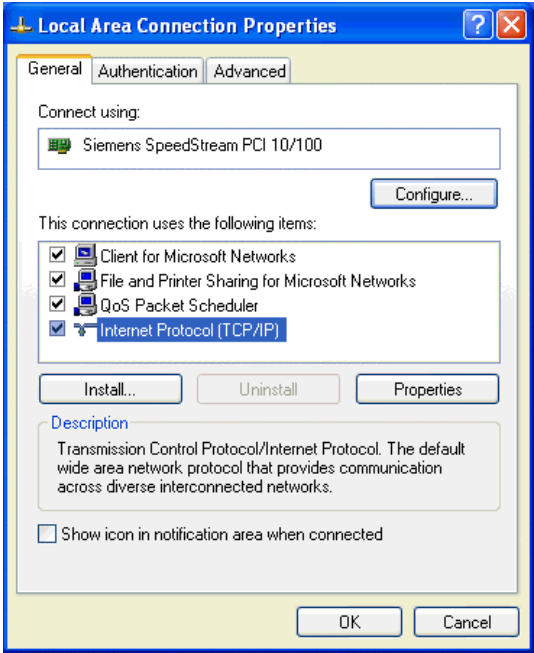 Local Area Connection Properties
General Authentication Advanced
Connect using:
Siemens SpeedStream PCI 10/100
Configure...
This connection uses the following items:
Client for Microsoft Networks
File and Printer Sharing for Microsoft Networks
QoS Packet Scheduler
Internet Protocol (TCP/IP)
Install... Uninstall Properties
Description
Transmission Control Protocol/Internet Protocol. The default
wide area network protocol that provides communication
across diverse interconnected networks.
Show icon in notification area when connected
OK Cancel